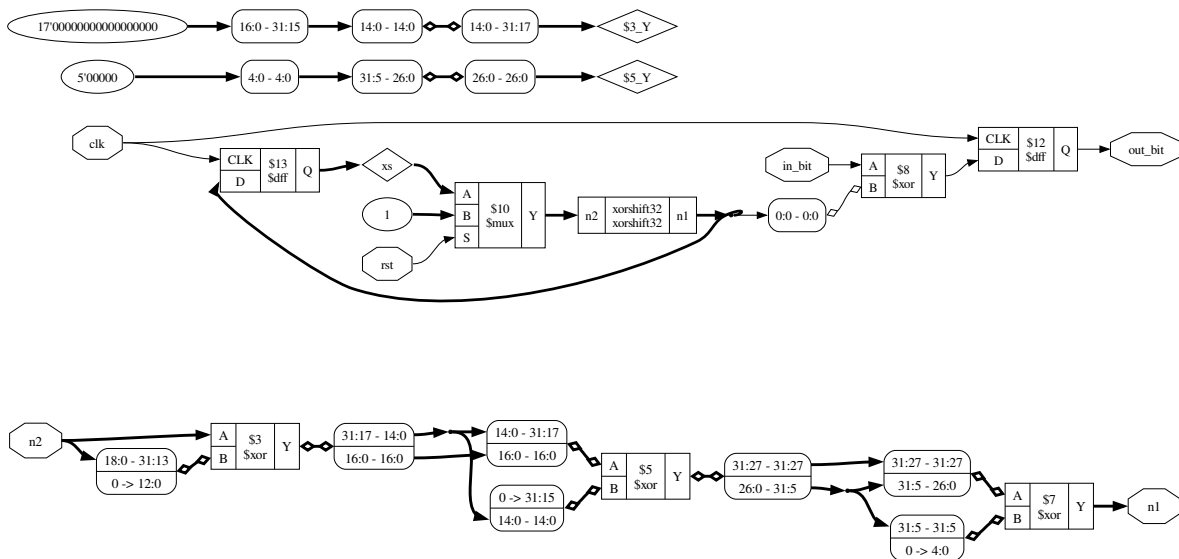 17'00000000000000000
16:0 - 31:15
14:0 - 14:0
14:0 - 31:17
$3_Y
5'00000
4:0 - 4:0
31:5 - 26:0
26:0 - 26:0
$5_Y
clk
CLK
D
$13
$dff
Q
xs
1
rst
A
B
S
$10
$mux
Y
n2
xorshift32
xorshift32
n1
0:0 - 0:0
in_bit
A
B
$8
$xor
Y
CLK
D
$12
$dff
Q
out_bit
n2
18:0 - 31:13
0 -> 12:0
A
B
$3
$xor
Y
31:17 - 14:0
16:0 - 16:0
14:0 - 31:17
16:0 - 16:0
0 -> 31:15
14:0 - 14:0
A
B
$5
$xor
Y
31:27 - 31:27
26:0 - 31:5
31:27 - 31:27
31:5 - 26:0
31:5 - 31:5
0 -> 4:0
A
B
$7
$xor
Y
n1